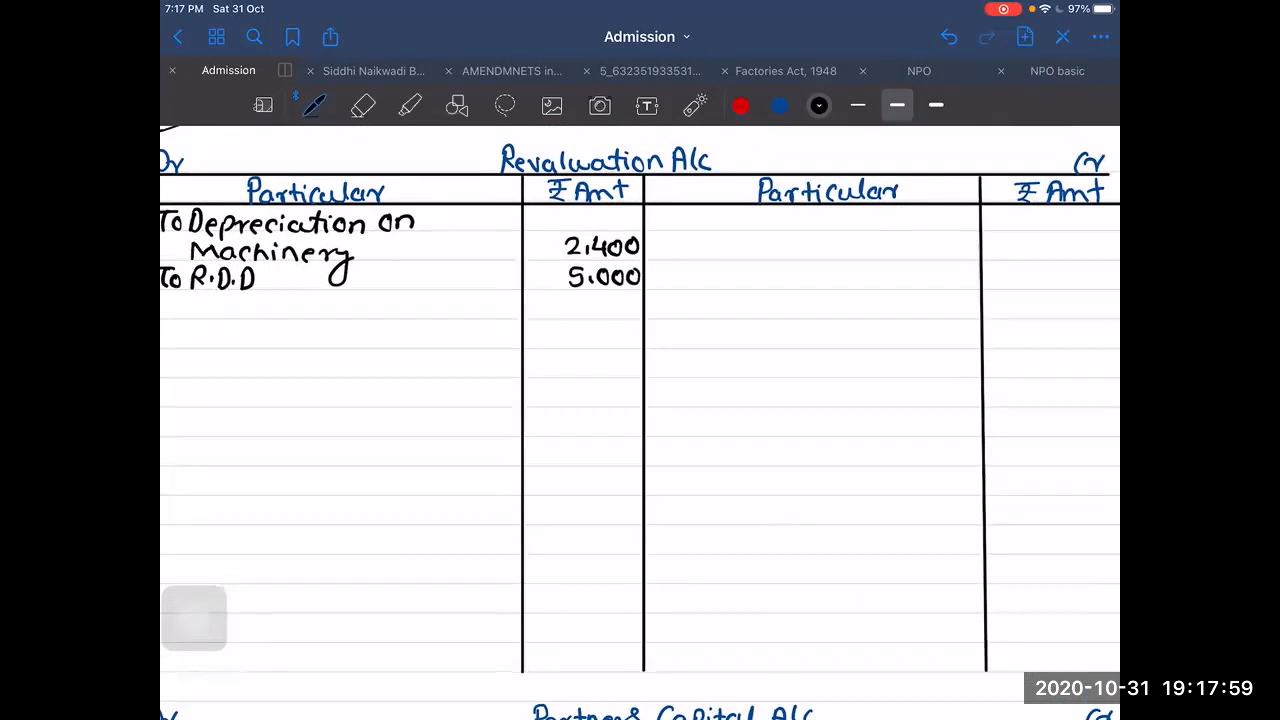 7:17 PM Sat 31 Oct 97%
Admission
Admission Siddhi Naikwadi B... AMENDMNETS in... 5_632351933531... Factories Act, 1948 NPO NPO basic
Dr Revaluation A/c Cr
Particular ₹ Amt Particular ₹ Amt
To Depreciation on
Machinery 2,400
To R.D.D 5,000
2020-10-31 19:17:59
Partners Capital A/c